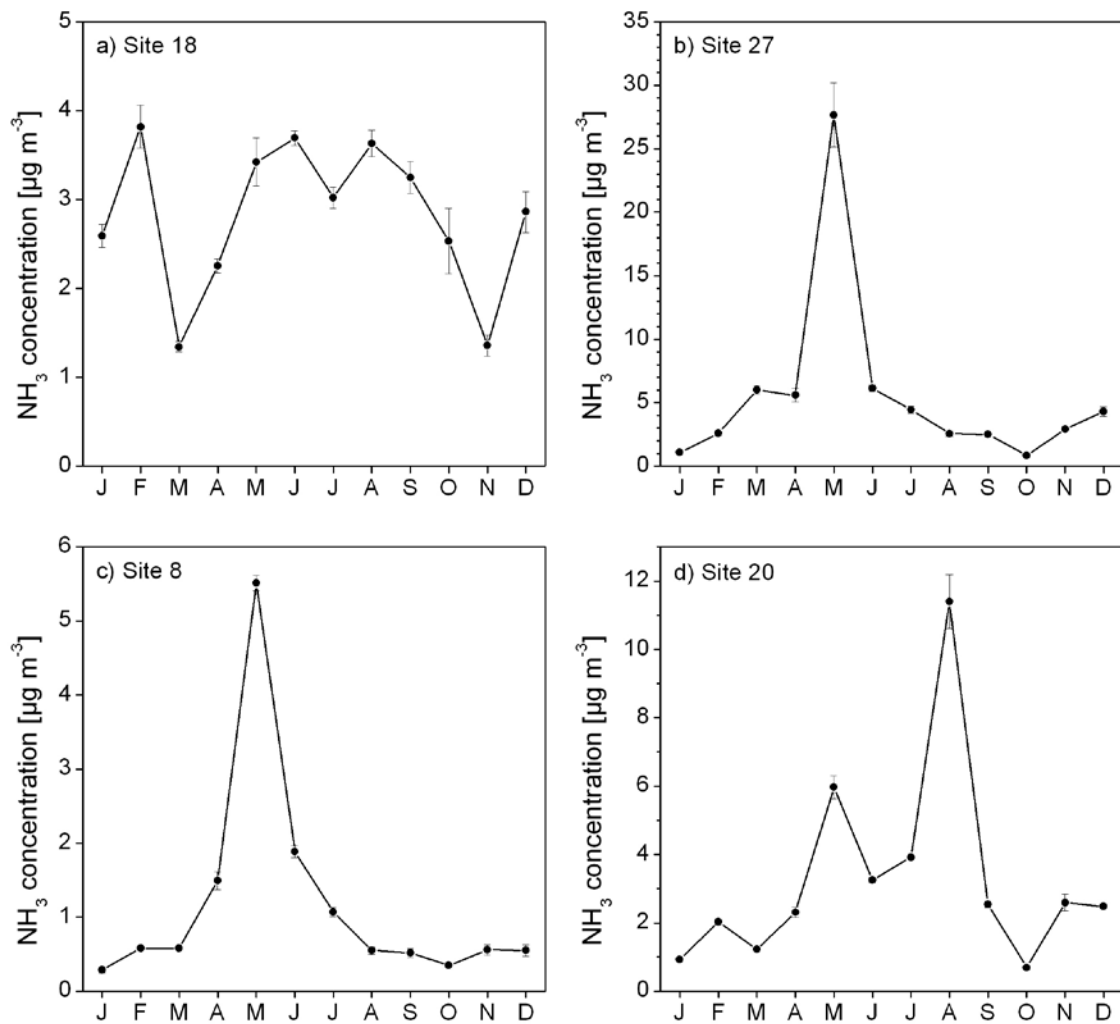 a) Site 18
NH₃ concentration [µg m⁻³]
5
4
3
2
1
0
J F M A M J J A S O N D
b) Site 27
NH₃ concentration [µg m⁻³]
35
30
25
20
15
10
5
0
J F M A M J J A S O N D
c) Site 8
NH₃ concentration [µg m⁻³]
6
5
4
3
2
1
0
J F M A M J J A S O N D
d) Site 20
NH₃ concentration [µg m⁻³]
12
10
8
6
4
2
0
J F M A M J J A S O N D